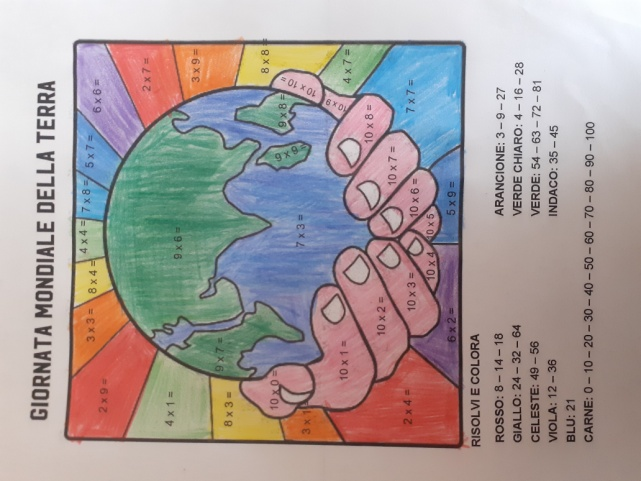 GIORNATA MONDIALE DELLA TERRA
6 x 6 =
2 x 7 =
3 x 9 =
8 x 8
4 x 7 =
5 x 7 =
7 x 8 =
4 x 4 =
8 x 4 =
3 x 3 =
2 x 9 =
4 x 1 =
8 x 3 =
3 x 1
2 x 4 =
6 x 2 =
5 x 9 =
7 x 7 =
9 x 6 =
7 x 3 =
9 x 7 =
9 x 8 =
9 x 9 =
10 x 0 =
10 x 1 =
10 x 2 =
10 x 3 =
10 x 4
10 x 5
10 x 6 =
10 x 7 =
10 x 8 =
10 x 9
10 x 10 =
RISOLVI E COLORA
ROSSO: 8 – 14 – 18
GIALLO: 24 – 32 – 64
CELESTE: 49 – 56
VIOLA: 12 – 36
BLU: 21
CARNE: 0 – 10 – 20 – 30 – 40 – 50 – 60 – 70 – 80 – 90 – 100
ARANCIONE: 3 – 9 – 27
VERDE CHIARO: 4 – 16 – 28
VERDE: 54 – 63 – 72 – 81
INDACO: 35 – 45